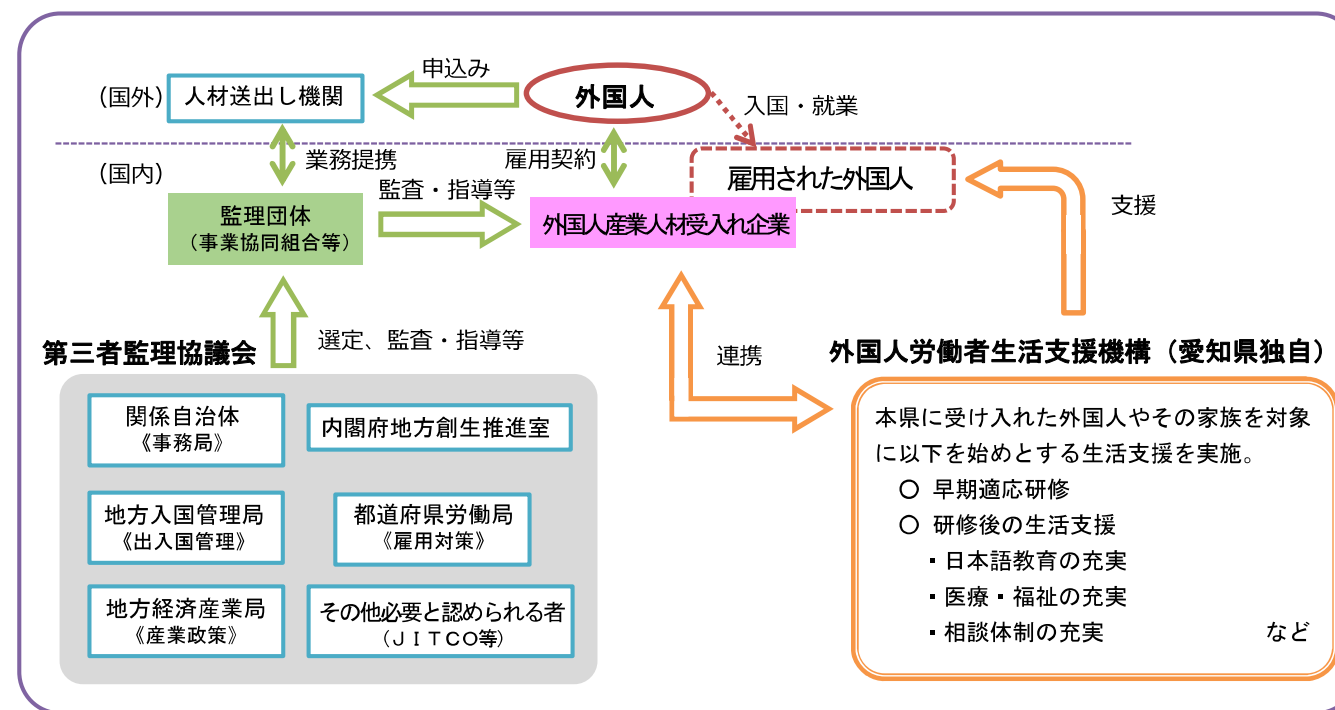 申込み
(国外)
人材送出し機関
外国人
入国・就業
(国内)
業務提携
雇用契約
雇用された外国人
監査・指導等
支援
監理団体
（事業協同組合等）
外国人産業人材受入れ企業
選定、監査・指導等
第三者監理協議会
連携
外国人労働者生活支援機構（愛知県独自）
関係自治体
《事務局》
内閣府地方創生推進室
地方入国管理局
《出入国管理》
都道府県労働局
《雇用対策》
地方経済産業局
《産業政策》
その他必要と認められる者
（ＪＩＴＣＯ等）
本県に受け入れた外国人やその家族を対象
に以下を始めとする生活支援を実施。
○ 早期適応研修
○ 研修後の生活支援
・日本語教育の充実
・医療・福祉の充実
・相談体制の充実　　　　　など